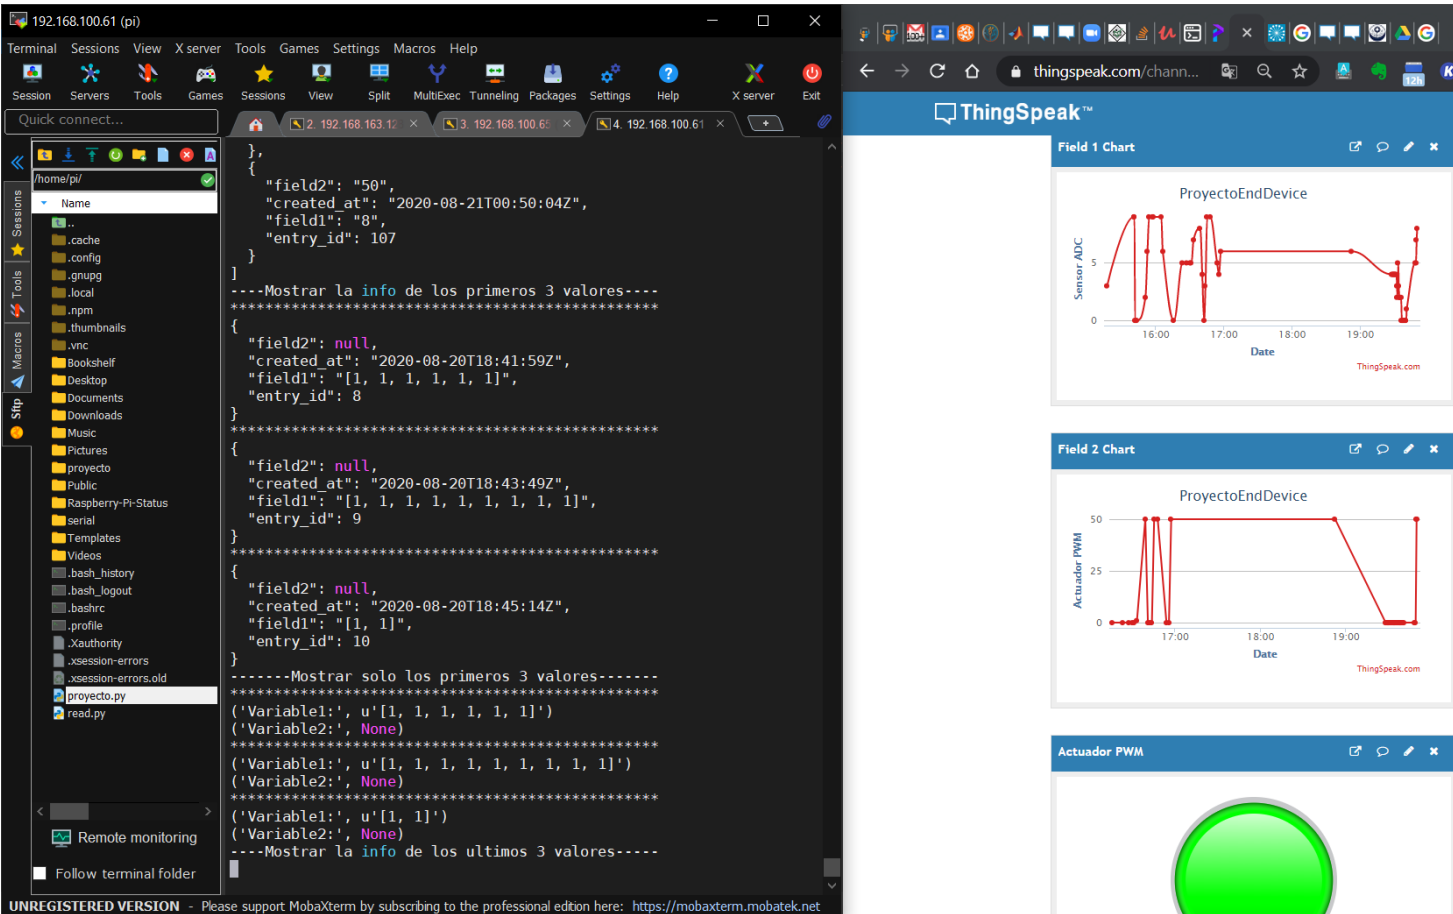 192.168.100.61 (pi)
Terminal Sessions View X server Tools Games Settings Macros Help
Session Servers Tools Games Sessions View Split MultiExec Tunneling Packages Settings Help X server Exit
Quick connect...
2. 192.168.163.12
3. 192.168.100.65
4. 192.168.100.61
/home/pi/
Name
..
.cache
.config
.gnupg
.local
.npm
.thumbnails
.vnc
Bookshelf
Desktop
Documents
Downloads
Music
Pictures
proyecto
Public
Raspberry-Pi-Status
serial
Templates
Videos
.bash_history
.bash_logout
.bashrc
.profile
.Xauthority
.xsession-errors
.xsession-errors.old
proyecto.py
read.py
Sessions
Tools
Macros
Sftp
Remote monitoring
Follow terminal folder
},
{
"field2": "50",
"created_at": "2020-08-21T00:50:04Z",
"field1": "8",
"entry_id": 107
}
]
----Mostrar la info de los primeros 3 valores----
*************************************************
{
"field2": null,
"created_at": "2020-08-20T18:41:59Z",
"field1": "[1, 1, 1, 1, 1, 1]",
"entry_id": 8
}
*************************************************
{
"field2": null,
"created_at": "2020-08-20T18:43:49Z",
"field1": "[1, 1, 1, 1, 1, 1, 1, 1, 1]",
"entry_id": 9
}
*************************************************
{
"field2": null,
"created_at": "2020-08-20T18:45:14Z",
"field1": "[1, 1]",
"entry_id": 10
}
-------Mostrar solo los primeros 3 valores-------
*************************************************
('Variable1:', u'[1, 1, 1, 1, 1, 1]')
('Variable2:', None)
*************************************************
('Variable1:', u'[1, 1, 1, 1, 1, 1, 1, 1, 1]')
('Variable2:', None)
*************************************************
('Variable1:', u'[1, 1]')
('Variable2:', None)
----Mostrar la info de los ultimos 3 valores-----
UNREGISTERED VERSION - Please support MobaXterm by subscribing to the professional edition here: https://mobaxterm.mobatek.net
thingspeak.com/chann...
12h
ThingSpeak™
Field 1 Chart
ProyectoEndDevice
Sensor ADC
5
0
16:00 17:00 18:00 19:00
Date
ThingSpeak.com
Field 2 Chart
ProyectoEndDevice
Actuador PWM
50
25
0
17:00 18:00 19:00
Date
ThingSpeak.com
Actuador PWM